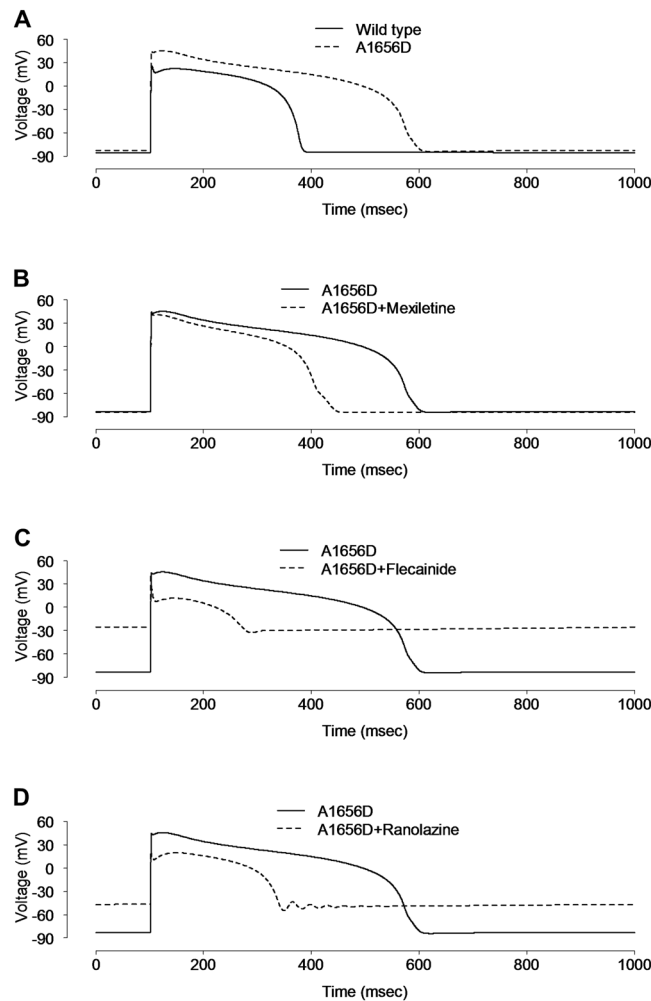 A
Wild type
A1656D
Voltage (mV)
60
30
0
-30
-60
-90
0 200 400 600 800 1000
Time (msec)
B
A1656D
A1656D+Mexiletine
Voltage (mV)
60
30
0
-30
-60
-90
0 200 400 600 800 1000
Time (msec)
C
A1656D
A1656D+Flecainide
Voltage (mV)
60
30
0
-30
-60
-90
0 200 400 600 800 1000
Time (msec)
D
A1656D
A1656D+Ranolazine
Voltage (mV)
60
30
0
-30
-60
-90
0 200 400 600 800 1000
Time (msec)